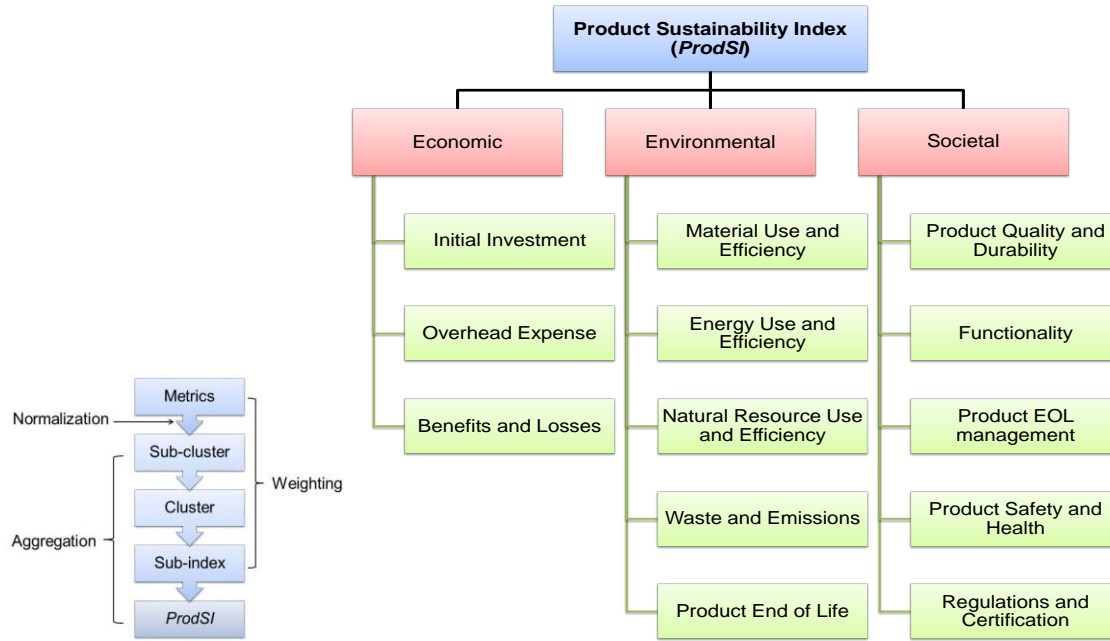 Product Sustainability Index
(ProdSI)
Economic
Environmental
Societal
Initial Investment
Overhead Expense
Benefits and Losses
Material Use and
Efficiency
Energy Use and
Efficiency
Natural Resource Use
and Efficiency
Waste and Emissions
Product End of Life
Product Quality and
Durability
Functionality
Product EOL
management
Product Safety and
Health
Regulations and
Certification
Metrics
Normalization
Sub-cluster
Weighting
Cluster
Aggregation
Sub-index
ProdSI